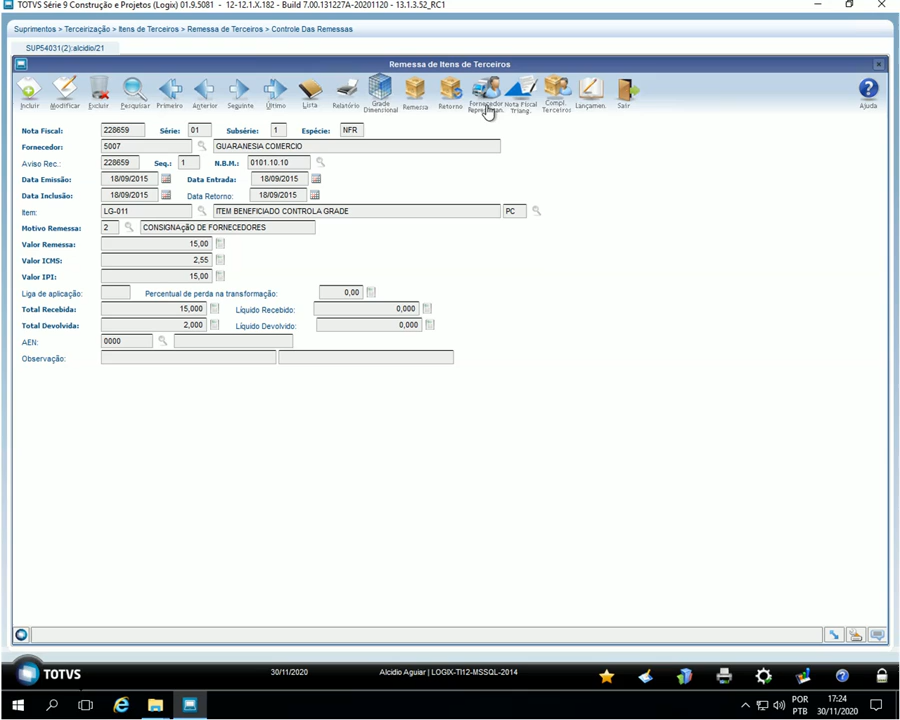 TOTVS Série 9 Construção e Projetos (Logix) 01.9.5081 - 12-12.1.X.182 - Build 7.00.131227A-20201120 - 13.1.3.52_RC1
Suprimentos > Terceirização > Itens de Terceiros > Remessa de Terceiros > Controle Das Remessas
SUP54031(2):alcidio/21
Remessa de Itens de Terceiros
Incluir Modificar Excluir Pesquisar Primeiro Anterior Seguinte Último Lista Relatório Grade Dimensional Remessa Retorno Fornecedor Representan. Nota Fiscal Triang. Compl. Terceiros Lançamen. Sair Ajuda
Nota Fiscal: 228659 Série: 01 Subsérie: 1 Espécie: NFR
Fornecedor: 5007 GUARANESIA COMERCIO
Aviso Rec.: 228659 Seq.: 1 N.B.M.: 0101.10.10
Data Emissão: 18/09/2015 Data Entrada: 18/09/2015
Data Inclusão: 18/09/2015 Data Retorno: 18/09/2015
Item: LG-011 ITEM BENEFICIADO CONTROLA GRADE PC
Motivo Remessa: 2 CONSIGNAçãO DE FORNECEDORES
Valor Remessa: 15,00
Valor ICMS: 2,55
Valor IPI: 15,00
Liga de aplicação: Percentual de perda na transformação: 0,00
Total Recebida: 15,000 Líquido Recebido: 0,000
Total Devolvida: 2,000 Líquido Devolvido: 0,000
AEN: 0000
Observação:
TOTVS 30/11/2020 Alcidio Aguiar | LOGIX-TI12-MSSQL-2014
POR 17:24
PTB 30/11/2020